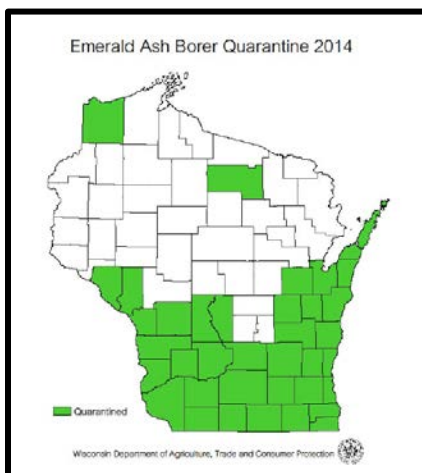 Emerald Ash Borer Quarantine 2014
Quarantined
Wisconsin Department of Agriculture, Trade and Consumer Protection